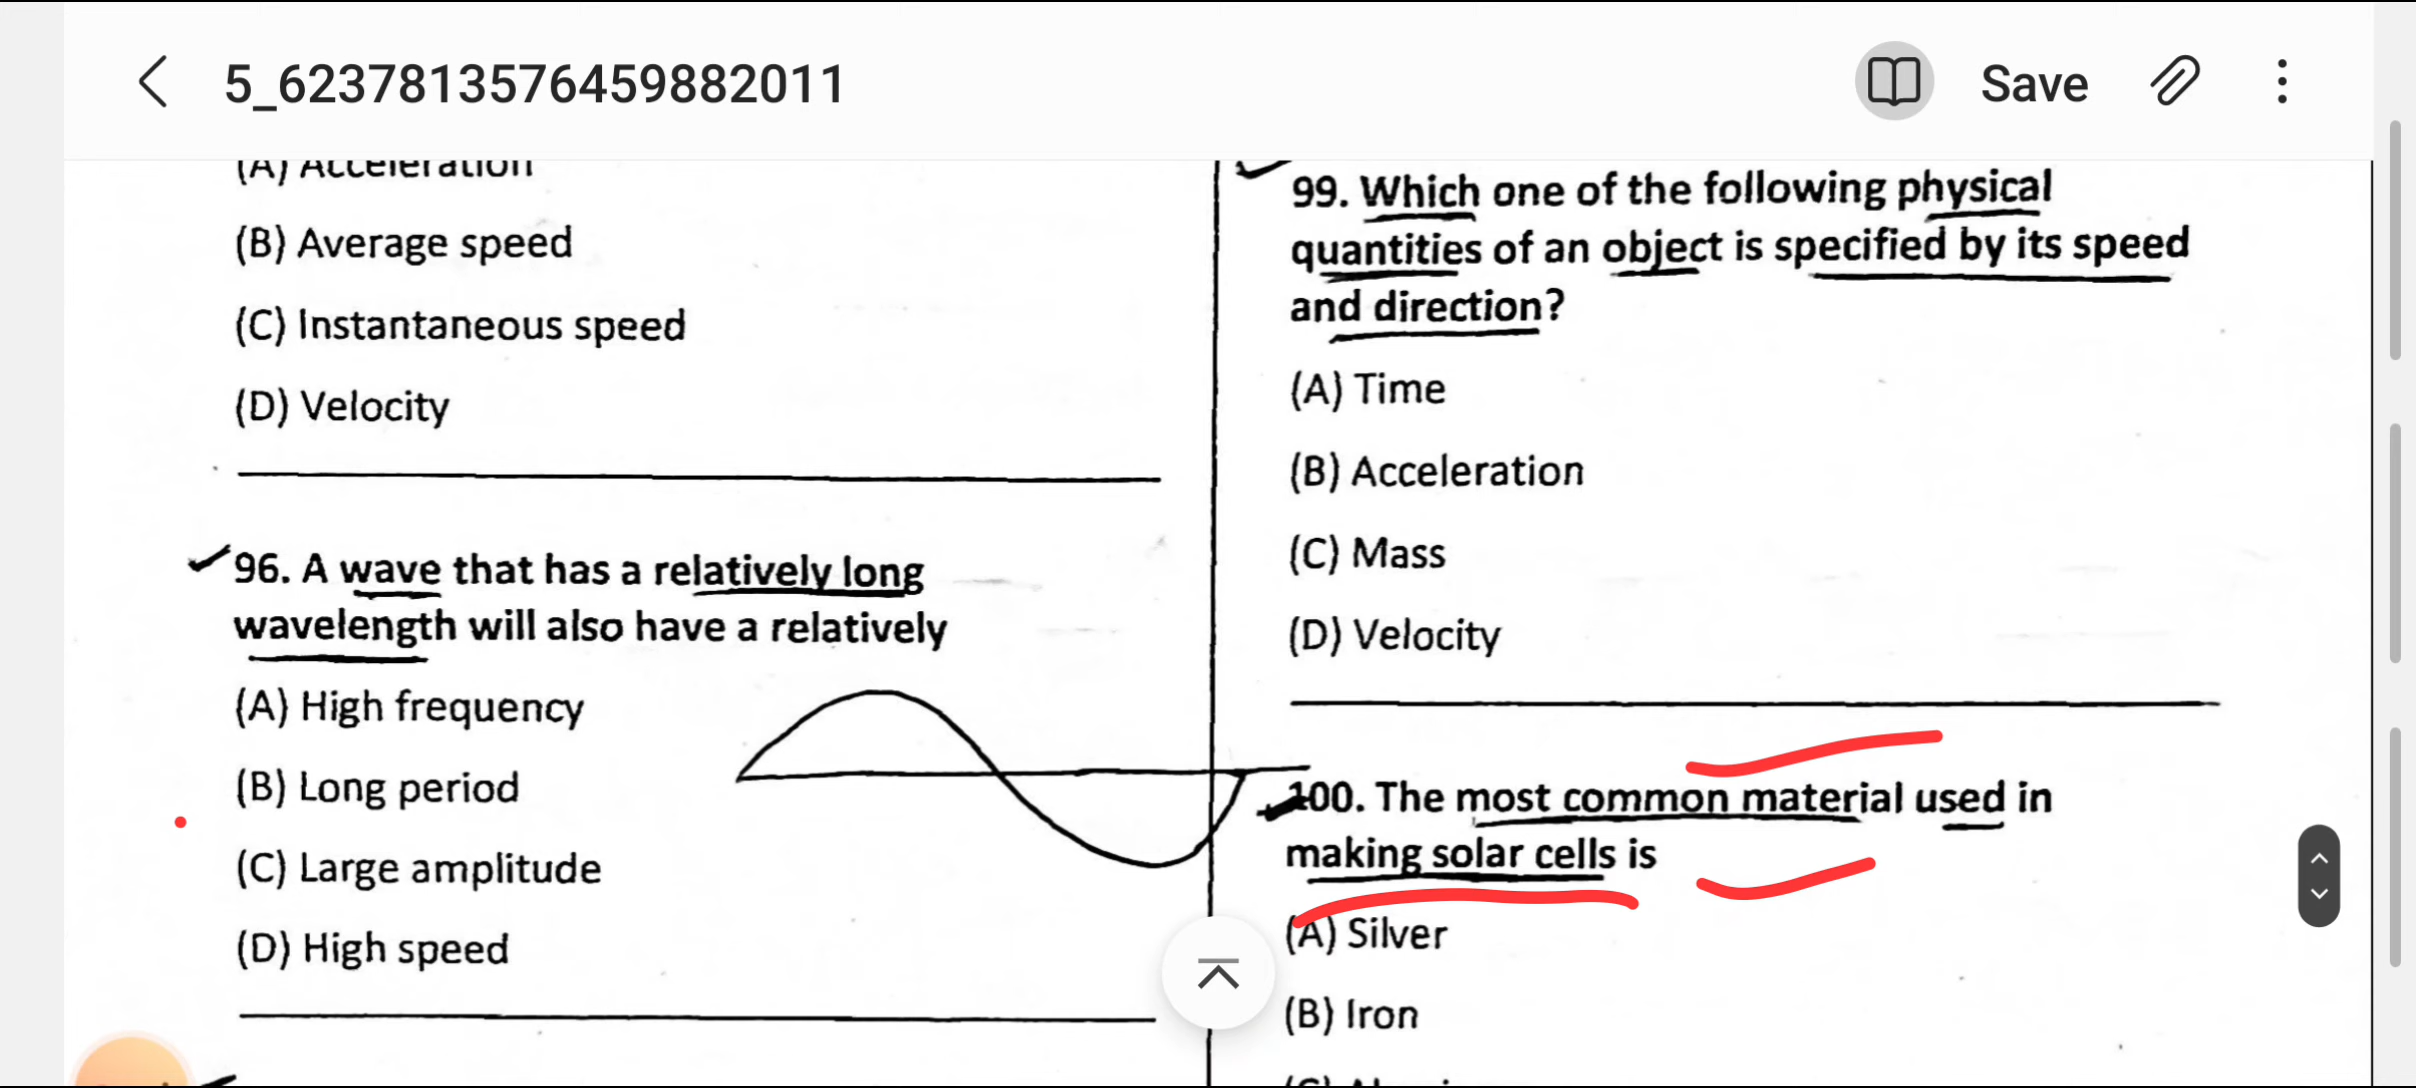 5_6237813576459882011
Save
(A) Acceleration
(B) Average speed
(C) Instantaneous speed
(D) Velocity
96. A wave that has a relatively long
wavelength will also have a relatively
(A) High frequency
(B) Long period
(C) Large amplitude
(D) High speed
99. Which one of the following physical
quantities of an object is specified by its speed
and direction?
(A) Time
(B) Acceleration
(C) Mass
(D) Velocity
100. The most common material used in
making solar cells is
(A) Silver
(B) Iron